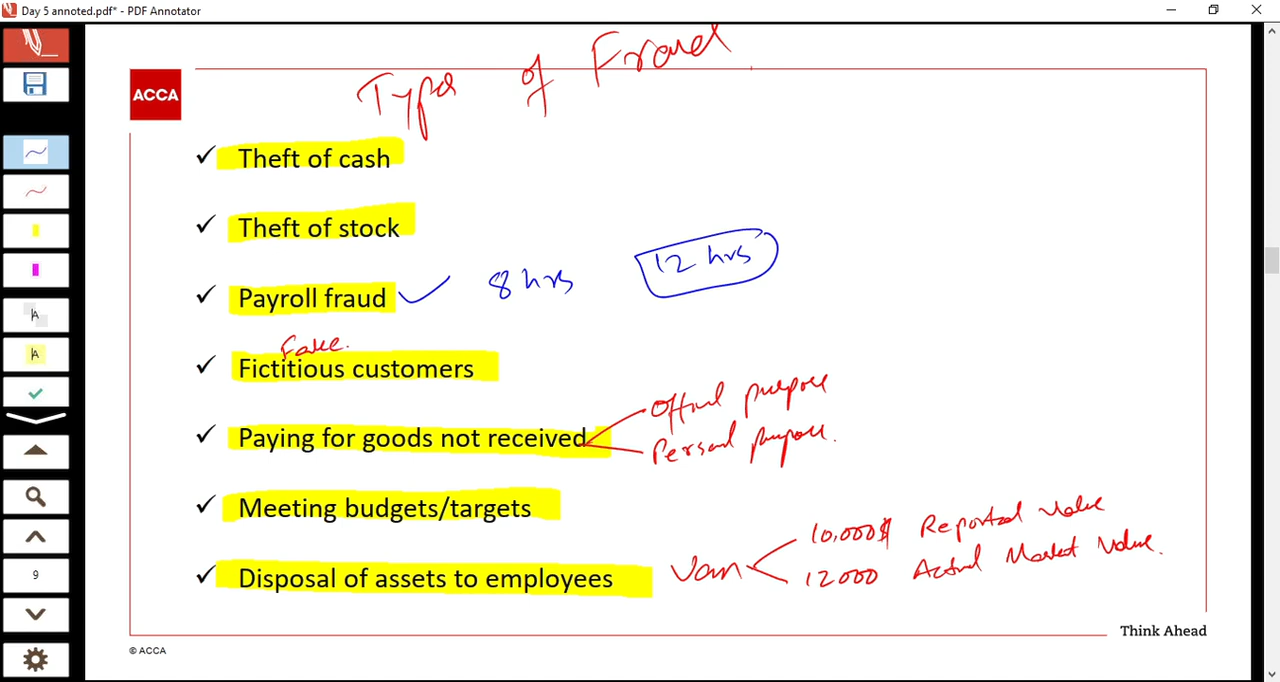 Day 5 annoted.pdf* - PDF Annotator
Types of Fraud
ACCA
✓ Theft of cash
✓ Theft of stock
12 hrs
✓ Payroll fraud ✓ 8 hrs
Fake.
✓ Fictitious customers
Official purpose
✓ Paying for goods not received
Personal purpose.
✓ Meeting budgets/targets
10,000$ Reported value
✓ Disposal of assets to employees Van
12000 Actual Market value.
9
Think Ahead
© ACCA